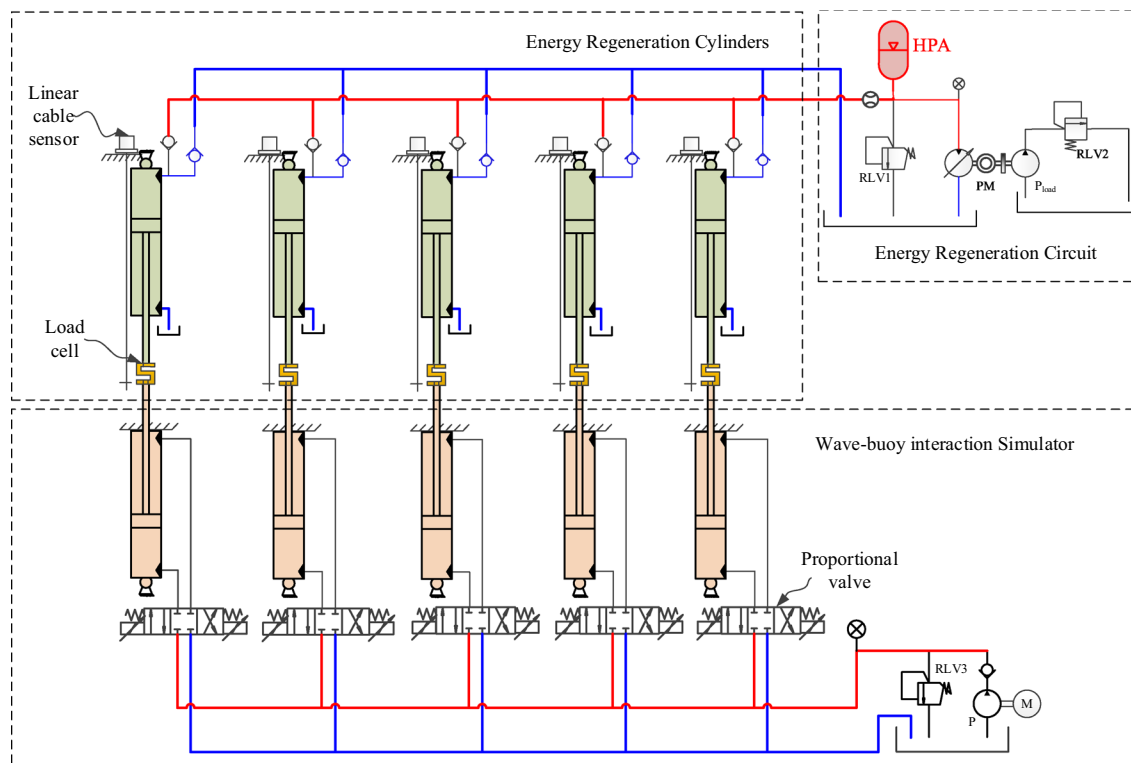 Energy Regeneration Cylinders
HPA
Linear
cable
sensor
RLV2
RLV1
PM
Pload
Energy Regeneration Circuit
Load
cell
Wave-buoy interaction Simulator
Proportional
valve
RLV3
P
M